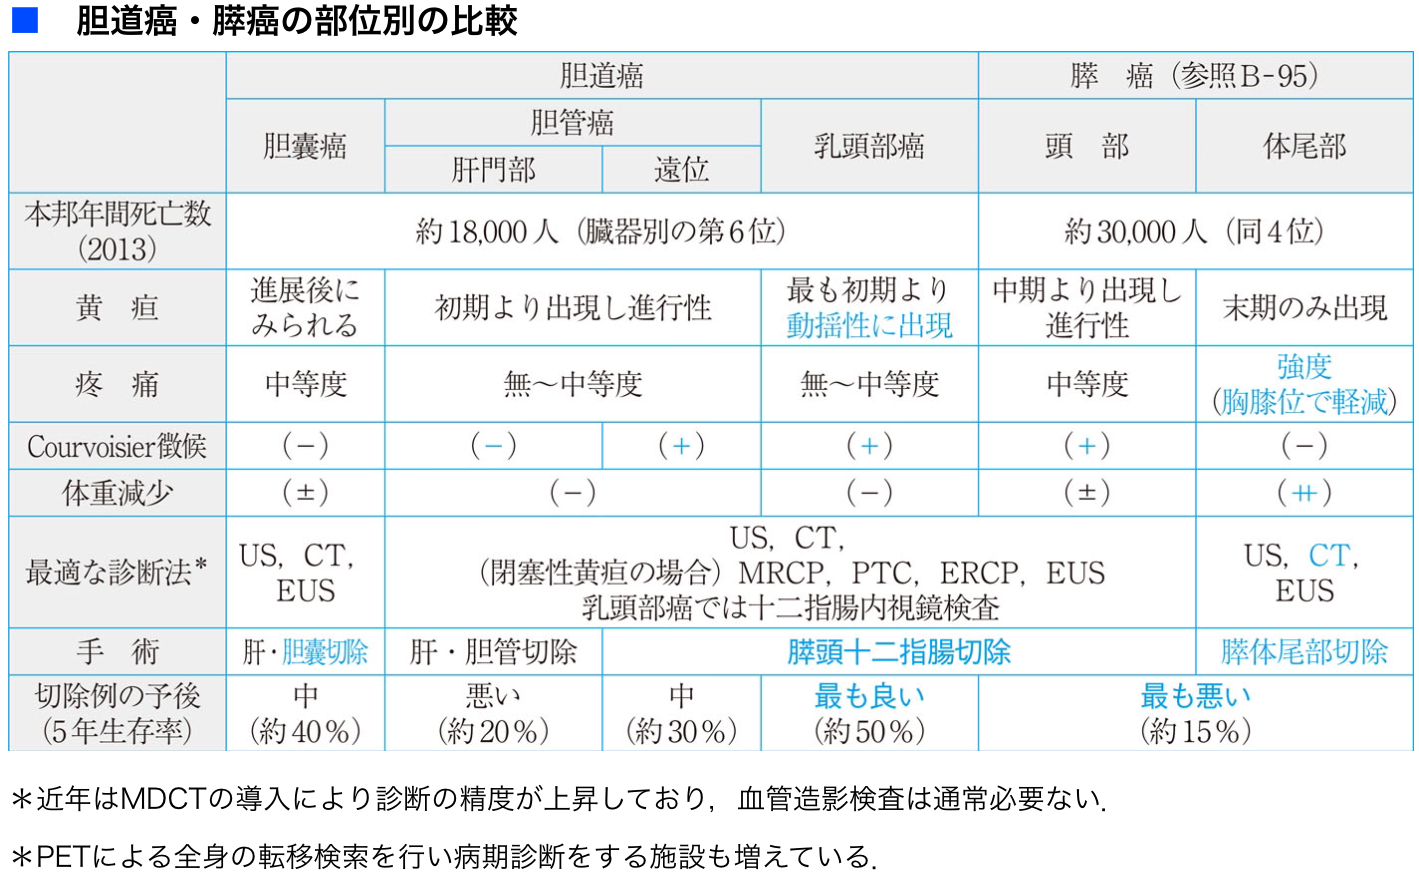 ■ 胆道癌・膵癌の部位別の比較
胆道癌
膵 癌（参照B-95）
胆嚢癌
胆管癌
肝門部
遠位
乳頭部癌
頭 部
体尾部
本邦年間死亡数
（2013）
約18,000人（臓器別の第6位）
約30,000人（同4位）
黄 疸
進展後に
みられる
初期より出現し進行性
最も初期より
動揺性に出現
中期より出現し
進行性
末期のみ出現
疼 痛
中等度
無〜中等度
無〜中等度
中等度
強度
（胸膝位で軽減）
Courvoisier徴候
（−）
（−）
（+）
（+）
（+）
（−）
体重減少
（±）
（−）
（−）
（±）
（⧺）
最適な診断法*
US，CT，
EUS
US，CT，
（閉塞性黄疸の場合）MRCP，PTC，ERCP，EUS
乳頭部癌では十二指腸内視鏡検査
US，CT，
EUS
手 術
肝・胆嚢切除
肝・胆管切除
膵頭十二指腸切除
膵体尾部切除
切除例の予後
（5年生存率）
中
（約40％）
悪い
（約20％）
中
（約30％）
最も良い
（約50％）
最も悪い
（約15％）
＊近年はMDCTの導入により診断の精度が上昇しており，血管造影検査は通常必要ない．
＊PETによる全身の転移検索を行い病期診断をする施設も増えている．